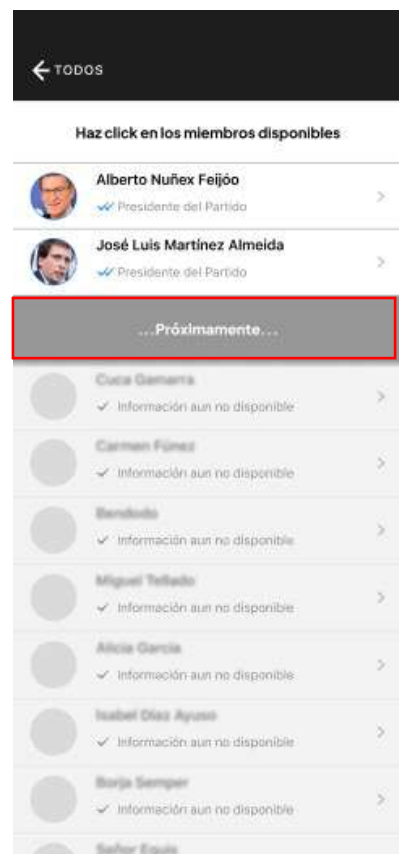 TODOS
Haz click en los miembros disponibles
Alberto Nuñex Feijóo
Presidente del Partido
José Luis Martínez Almeida
Presidente del Partido
...Próximamente...
Cuca Gamarra
Información aun no disponible
Carmen Fúnez
Información aun no disponible
Bendodo
Información aun no disponible
Miguel Tellado
Información aun no disponible
Alicia García
Información aun no disponible
Isabel Díaz Ayuso
Información aun no disponible
Borja Semper
Información aun no disponible
Señor Equis